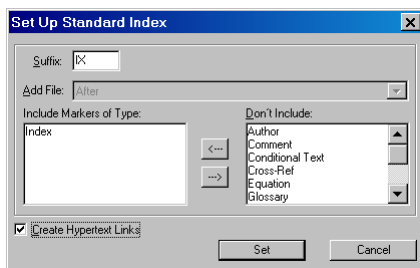 Set Up Standard Index
Suffix: IX
Add File: After
Include Markers of Type:
Index
<---
--->
Don't Include:
Author
Comment
Conditional Text
Cross-Ref
Equation
Glossary
Create Hypertext Links
Set
Cancel